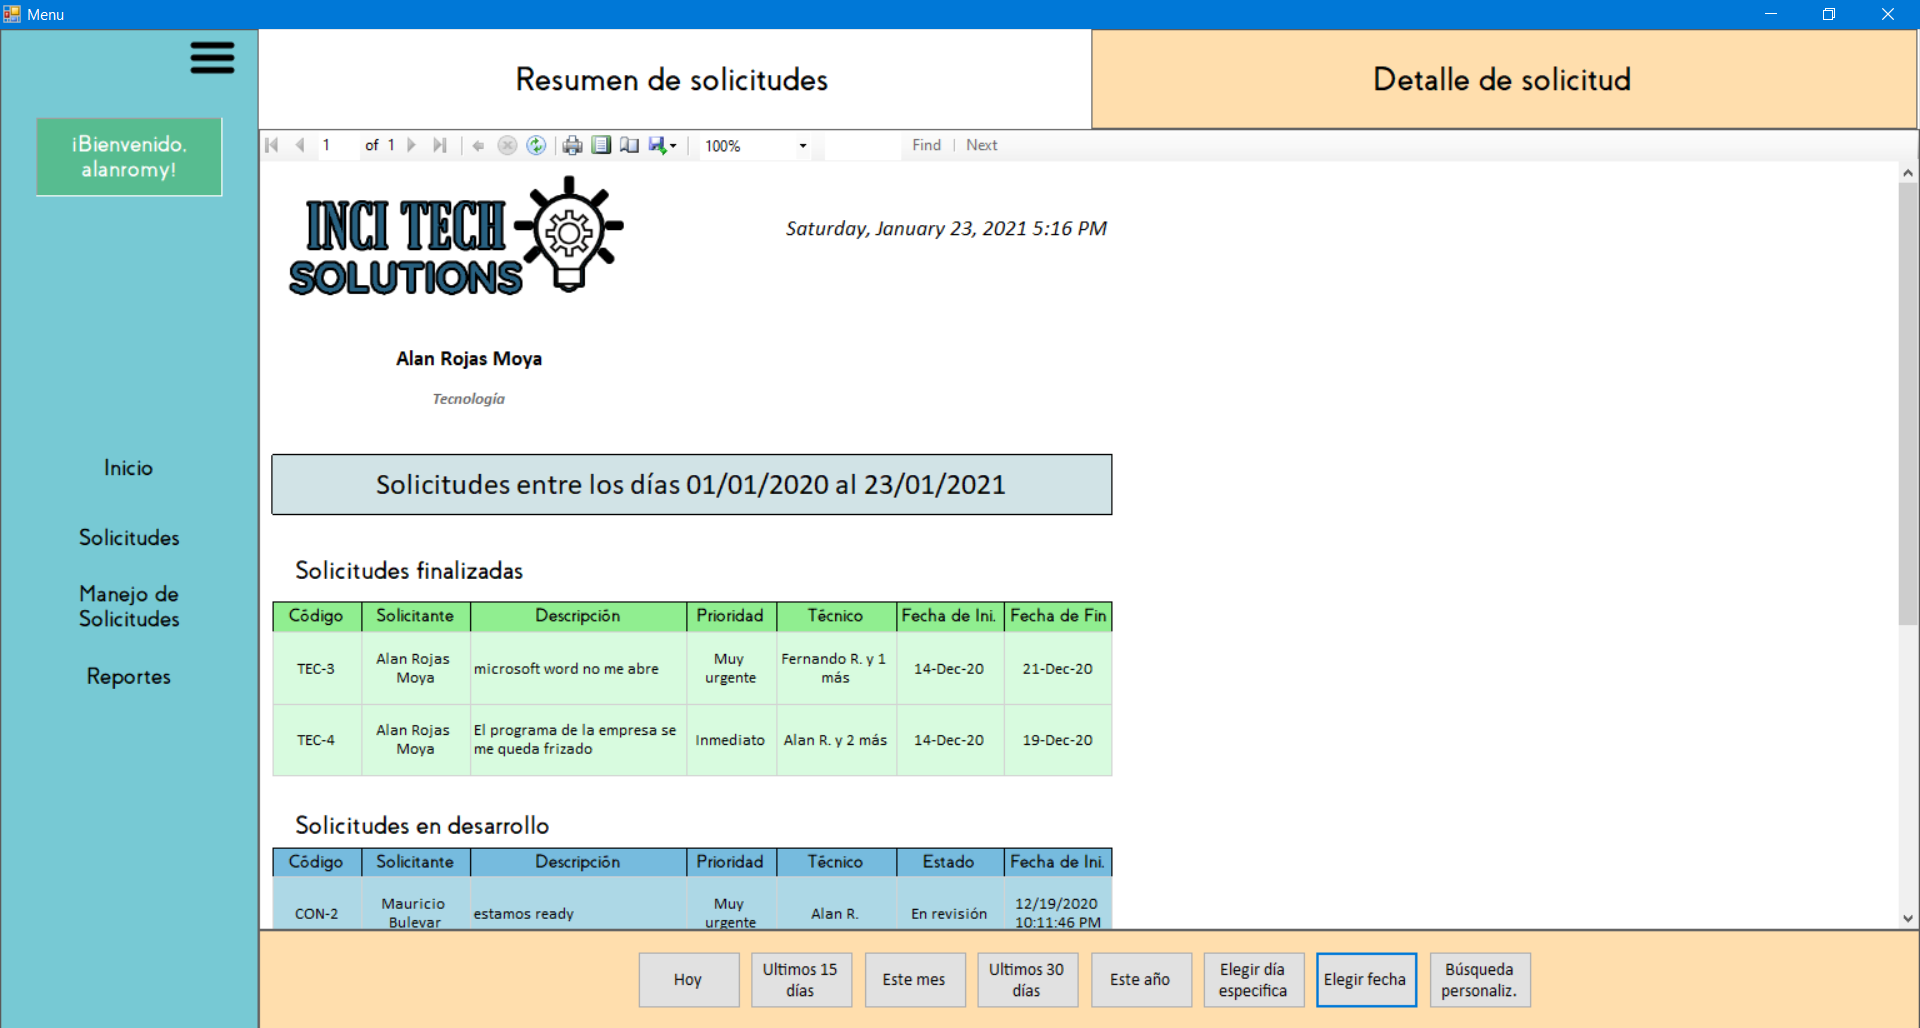 Menu
¡Bienvenido,
alanromy!
Inicio
Solicitudes
Manejo de
Solicitudes
Reportes
Resumen de solicitudes
Detalle de solicitud
1 of 1
100%
Find | Next
INCI TECH
SOLUTIONS
Saturday, January 23, 2021 5:16 PM
Alan Rojas Moya
Tecnología
Solicitudes entre los días 01/01/2020 al 23/01/2021
Solicitudes finalizadas
Código Solicitante Descripción Prioridad Técnico Fecha de Ini. Fecha de Fin
TEC-3 Alan Rojas Moya microsoft word no me abre Muy urgente Fernando R. y 1 más 14-Dec-20 21-Dec-20
TEC-4 Alan Rojas Moya El programa de la empresa se me queda frizado Inmediato Alan R. y 2 más 14-Dec-20 19-Dec-20
Solicitudes en desarrollo
Código Solicitante Descripción Prioridad Técnico Estado Fecha de Ini.
CON-2 Mauricio Bulevar estamos ready Muy urgente Alan R. En revisión 12/19/2020 10:11:46 PM
Hoy
Ultimos 15
días
Este mes
Ultimos 30
días
Este año
Elegir día
especifica
Elegir fecha
Búsqueda
personaliz.